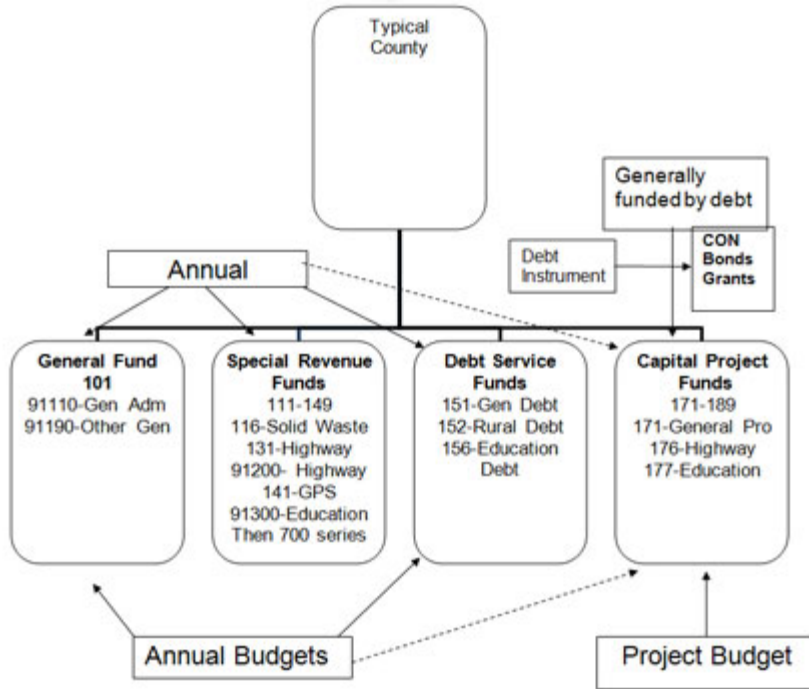 Typical
County
Generally
funded by debt
CON
Bonds
Grants
Debt
Instrument
Annual
General Fund
101
91110-Gen Adm
91190-Other Gen
Special Revenue
Funds
111-149
116-Solid Waste
131-Highway
91200- Highway
141-GPS
91300-Education
Then 700 series
Debt Service
Funds
151-Gen Debt
152-Rural Debt
156-Education
Debt
Capital Project
Funds
171-189
171-General Pro
176-Highway
177-Education
Annual Budgets
Project Budget